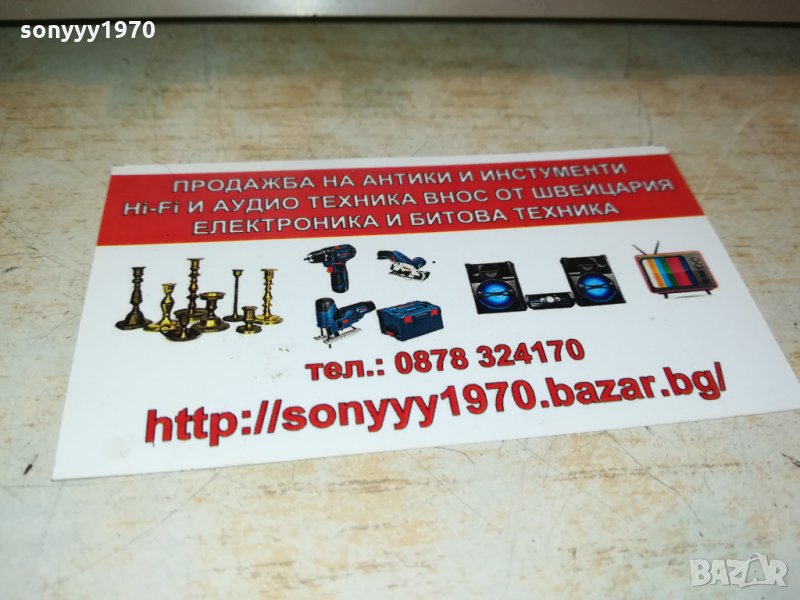 sonyyy1970
ПРОДАЖБА НА АНТИКИ И ИНСТУМЕНТИ
Hi-Fi И АУДИО ТЕХНИКА ВНОС ОТ ШВЕЙЦАРИЯ
ЕЛЕКТРОНИКА И БИТОВА ТЕХНИКА
тел.: 0878 324170
http://sonyyy1970.bazar.bg/
BAZAR